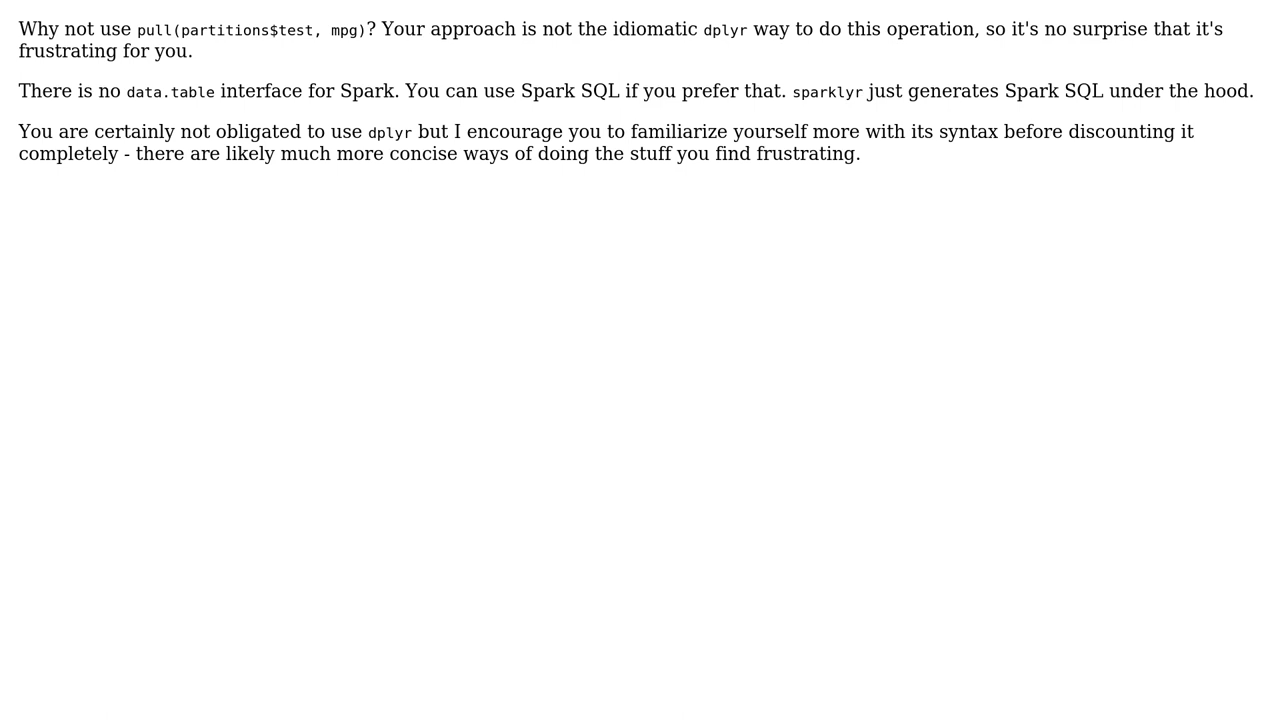 Why not use pull(partitions$test, mpg)? Your approach is not the idiomatic dplyr way to do this operation, so it's no surprise that it's
frustrating for you.
There is no data.table interface for Spark. You can use Spark SQL if you prefer that. sparklyr just generates Spark SQL under the hood.
You are certainly not obligated to use dplyr but I encourage you to familiarize yourself more with its syntax before discounting it
completely - there are likely much more concise ways of doing the stuff you find frustrating.